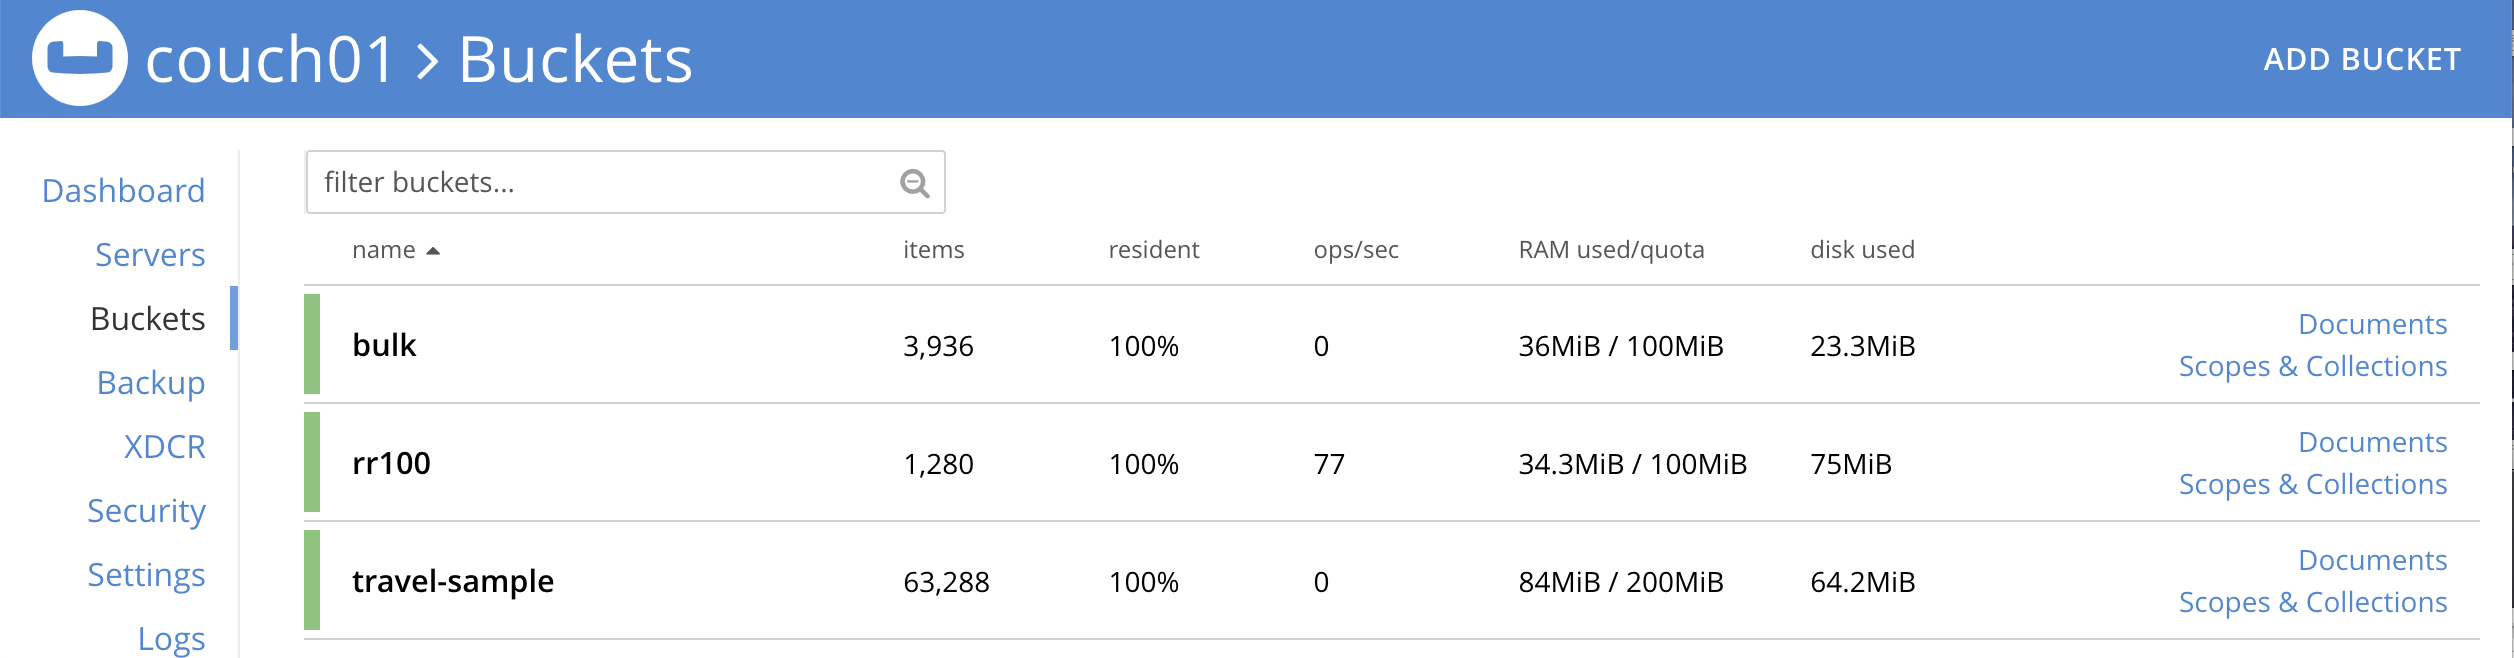 couch01 > Buckets
ADD BUCKET
Dashboard
Servers
Buckets
Backup
XDCR
Security
Settings
Logs
filter buckets...
name items resident ops/sec RAM used/quota disk used
bulk 3,936 100% 0 36MiB / 100MiB 23.3MiB Documents
Scopes & Collections
rr100 1,280 100% 77 34.3MiB / 100MiB 75MiB Documents
Scopes & Collections
travel-sample 63,288 100% 0 84MiB / 200MiB 64.2MiB Documents
Scopes & Collections